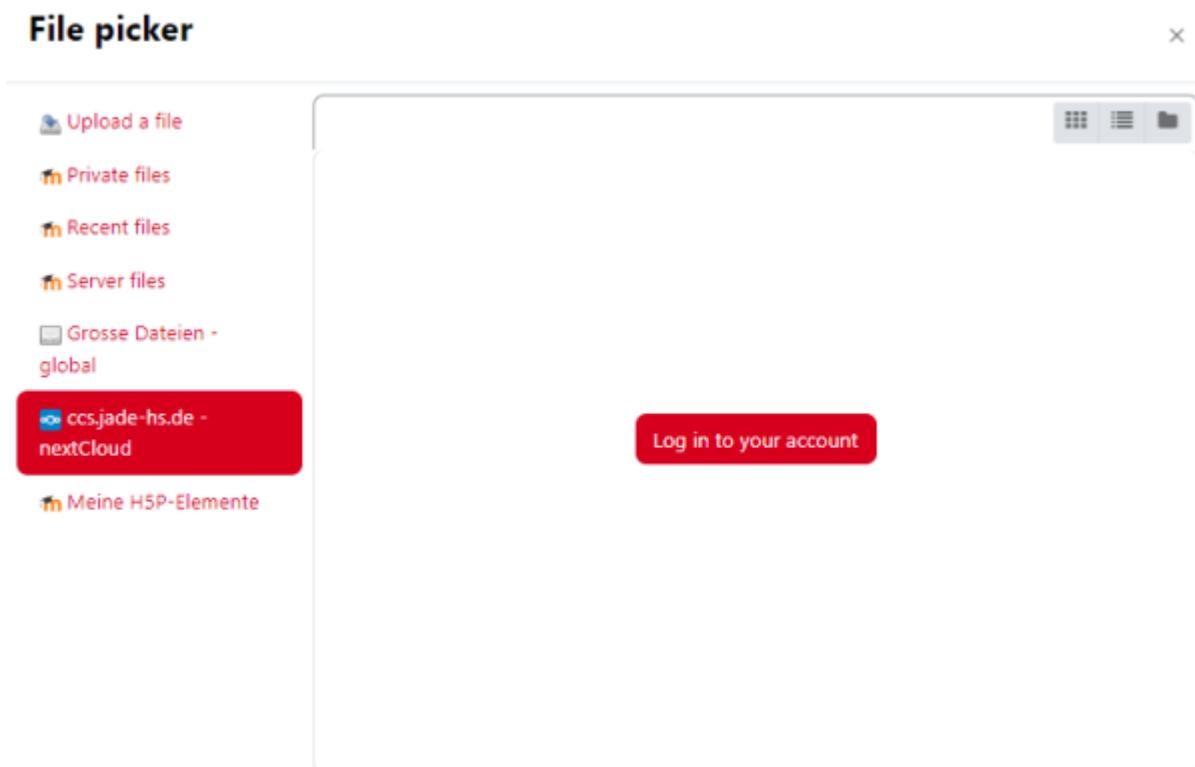 File picker
Upload a file
Private files
Recent files
Server files
Grosse Dateien -
global
ccs.jade-hs.de -
nextCloud
Meine H5P-Elemente
Log in to your account